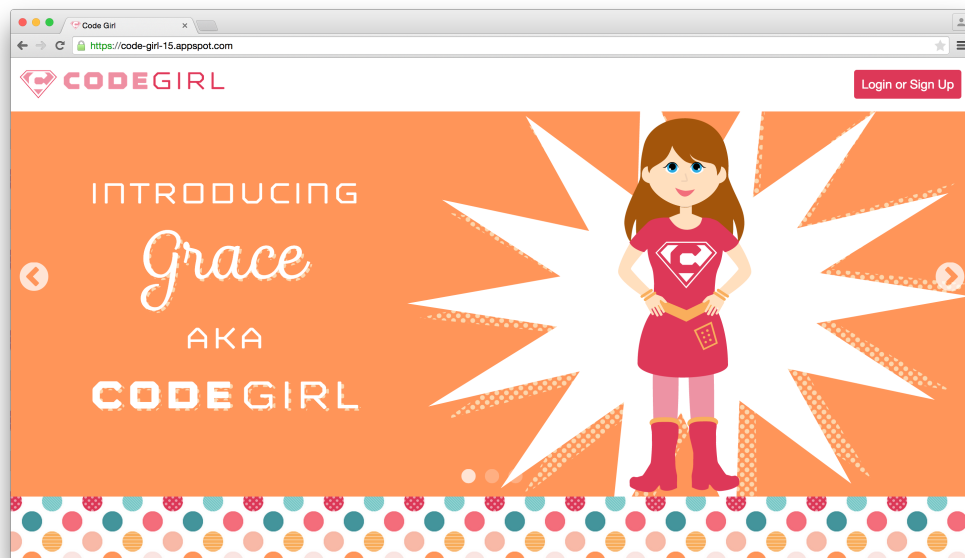 Code Girl
https://code-girl-15.appspot.com
CODEGIRL
Login or Sign Up
INTRODUCING
Grace
AKA
CODEGIRL
C